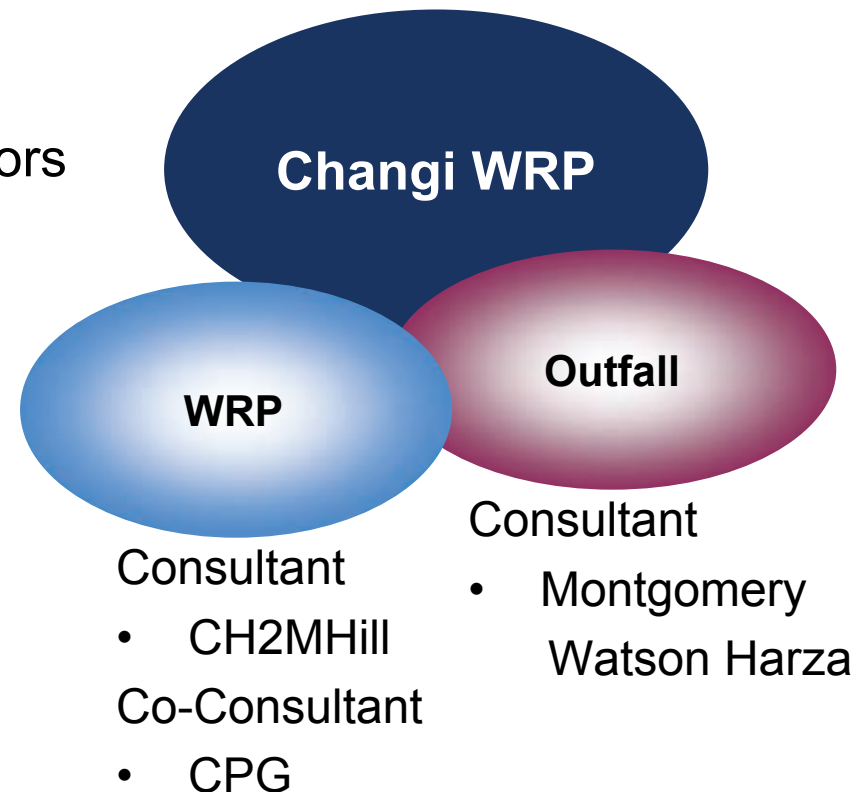 ors
Changi WRP
WRP
Outfall
Consultant
• CH2MHill
Co-Consultant
• CPG
Consultant
• Montgomery
Watson Harza